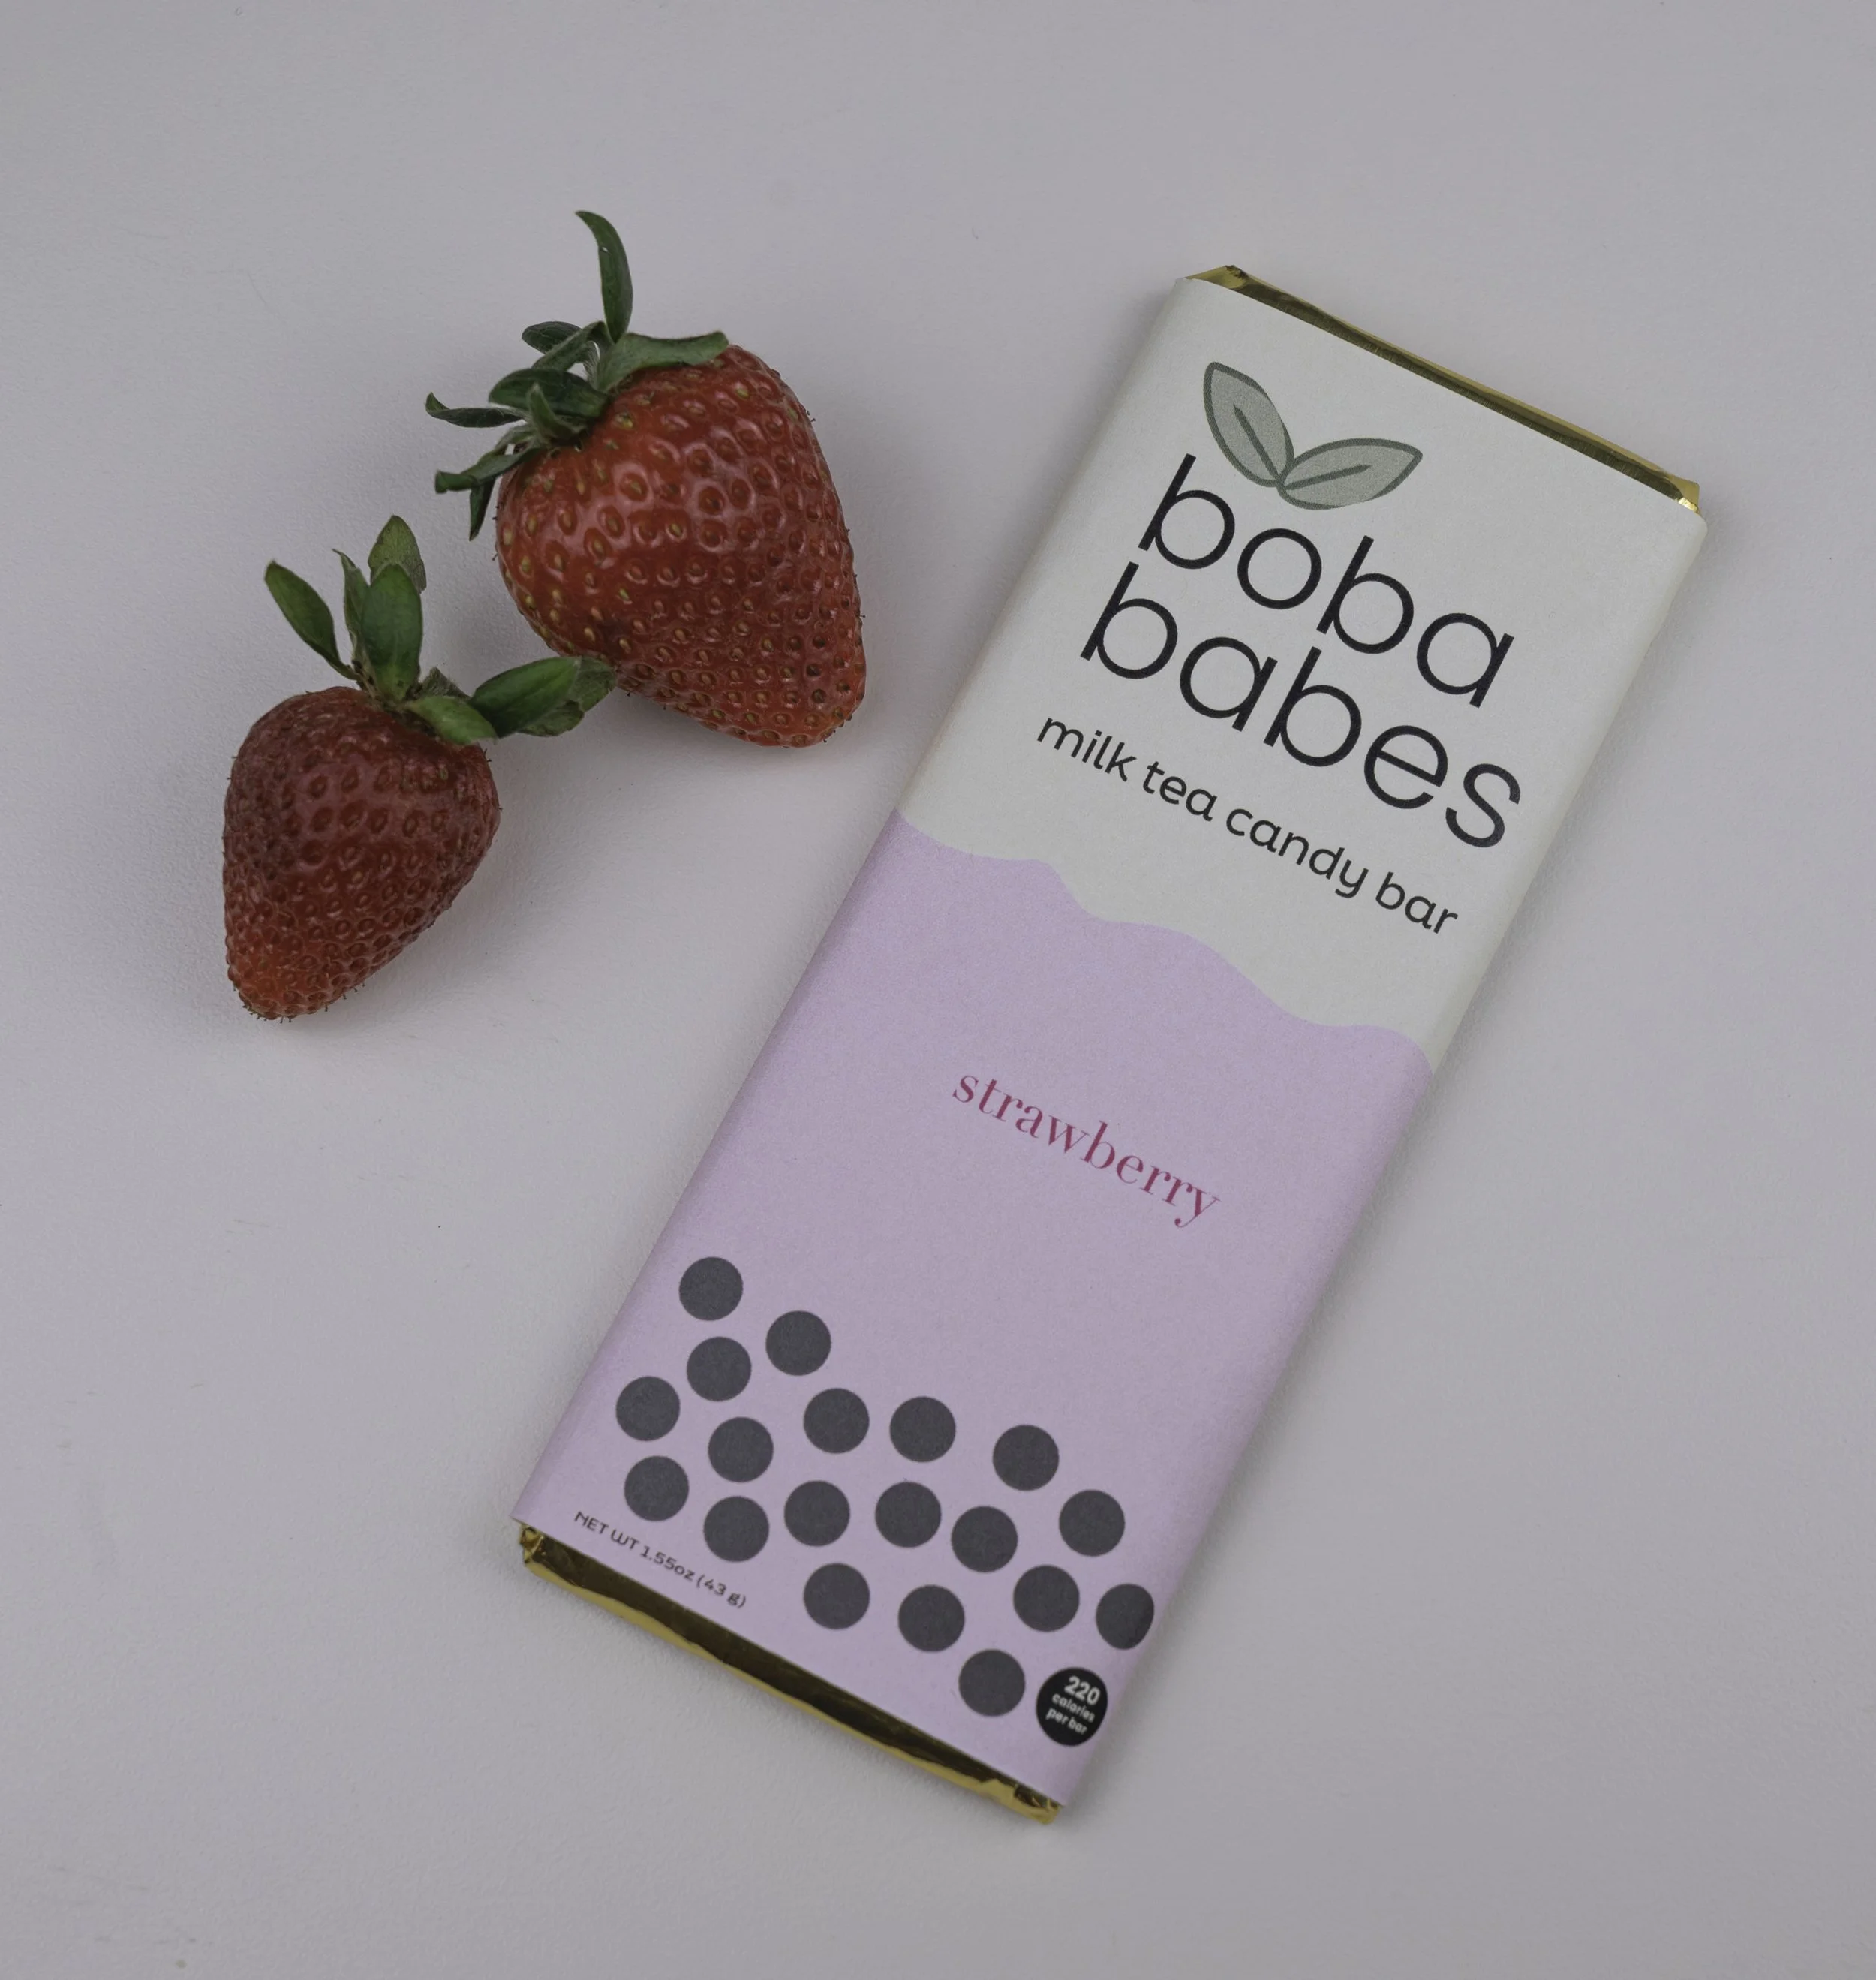 boba
babes
milk tea candy bar
strawberry
NET WT 1.55oz (43 g)
220
calories
per bar